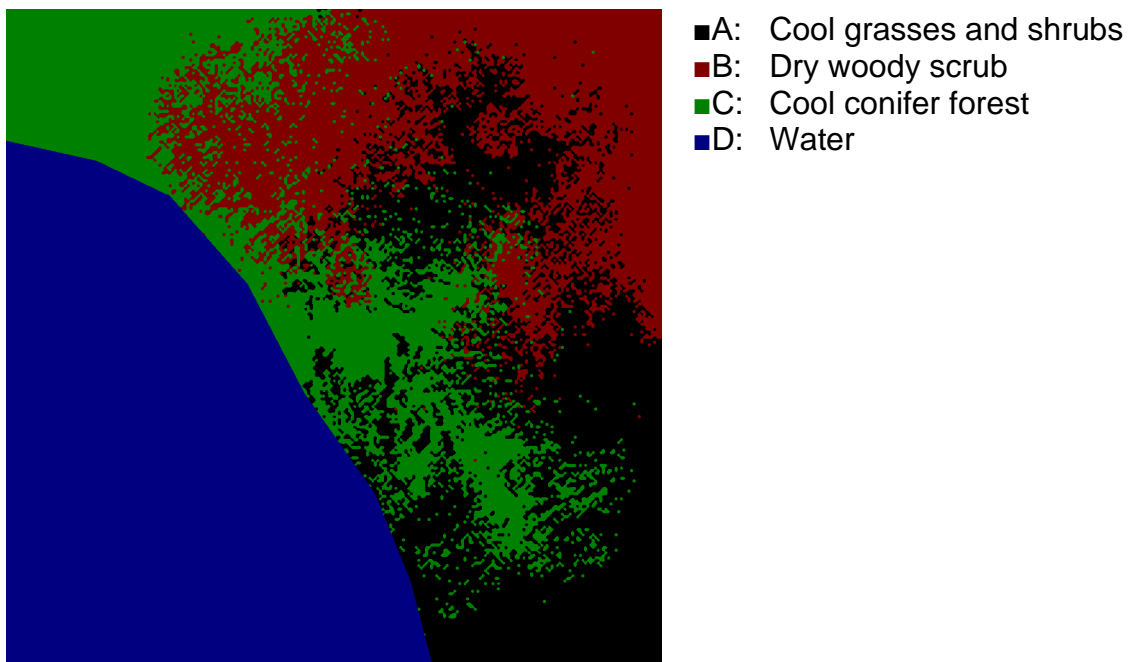 A: Cool grasses and shrubs
B: Dry woody scrub
C: Cool conifer forest
D: Water